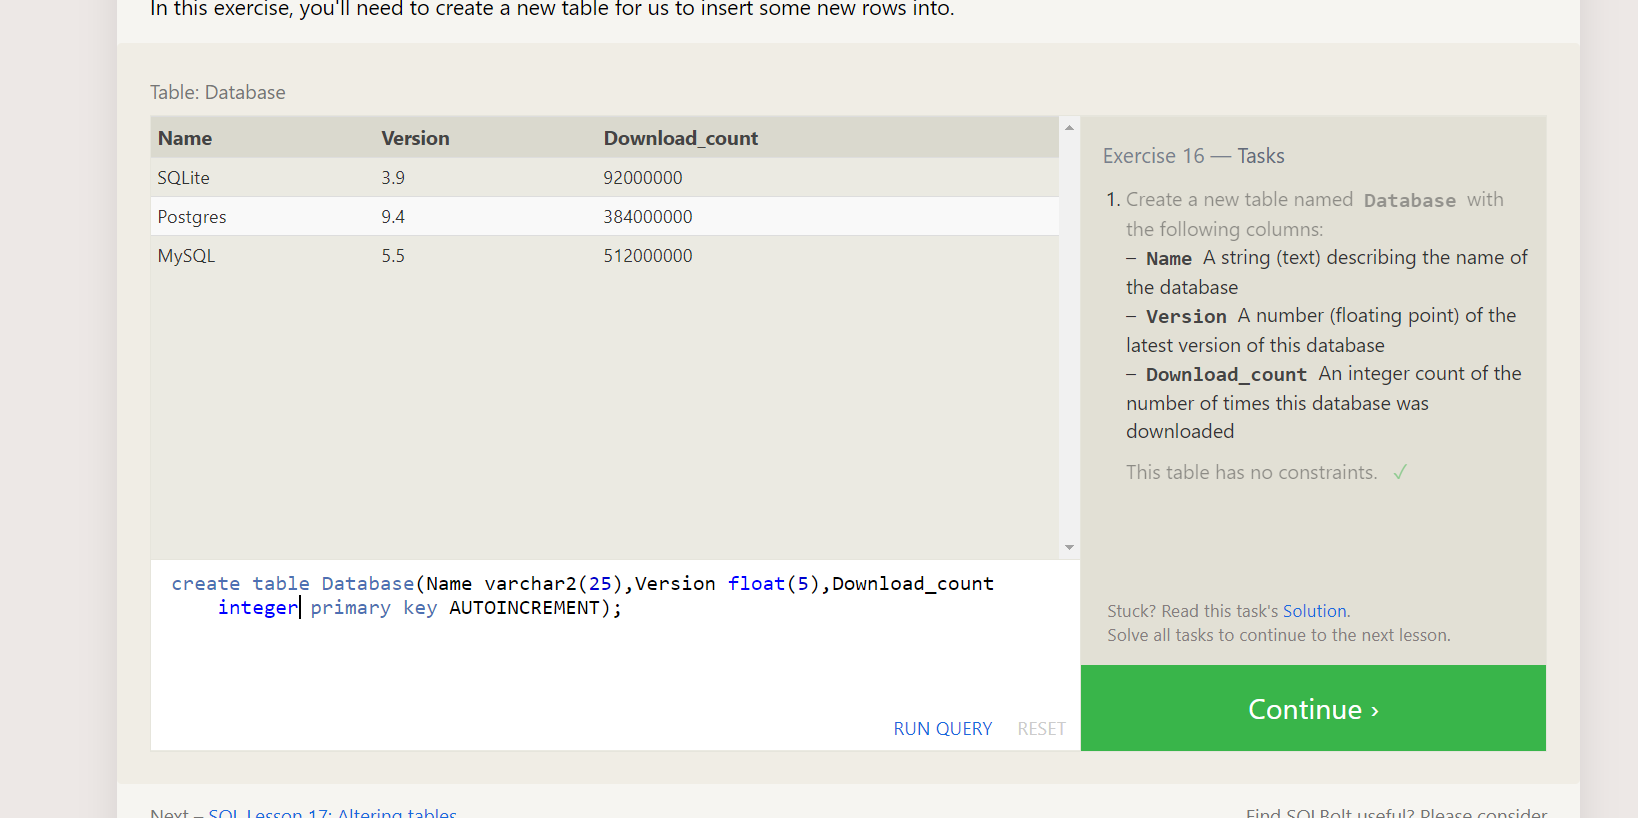 In this exercise, you'll need to create a new table for us to insert some new rows into.
Table: Database
Name Version Download_count
SQLite 3.9 92000000
Postgres 9.4 384000000
MySQL 5.5 512000000
create table Database(Name varchar2(25),Version float(5),Download_count
integer primary key AUTOINCREMENT);
RUN QUERY RESET
Exercise 16 — Tasks
1. Create a new table named Database with
the following columns:
– Name A string (text) describing the name of
the database
– Version A number (floating point) of the
latest version of this database
– Download_count An integer count of the
number of times this database was
downloaded
This table has no constraints. ✓
Stuck? Read this task's Solution.
Solve all tasks to continue to the next lesson.
Continue ›
Next – SQL Lesson 17: Altering tables
Find SQLBolt useful? Please consider